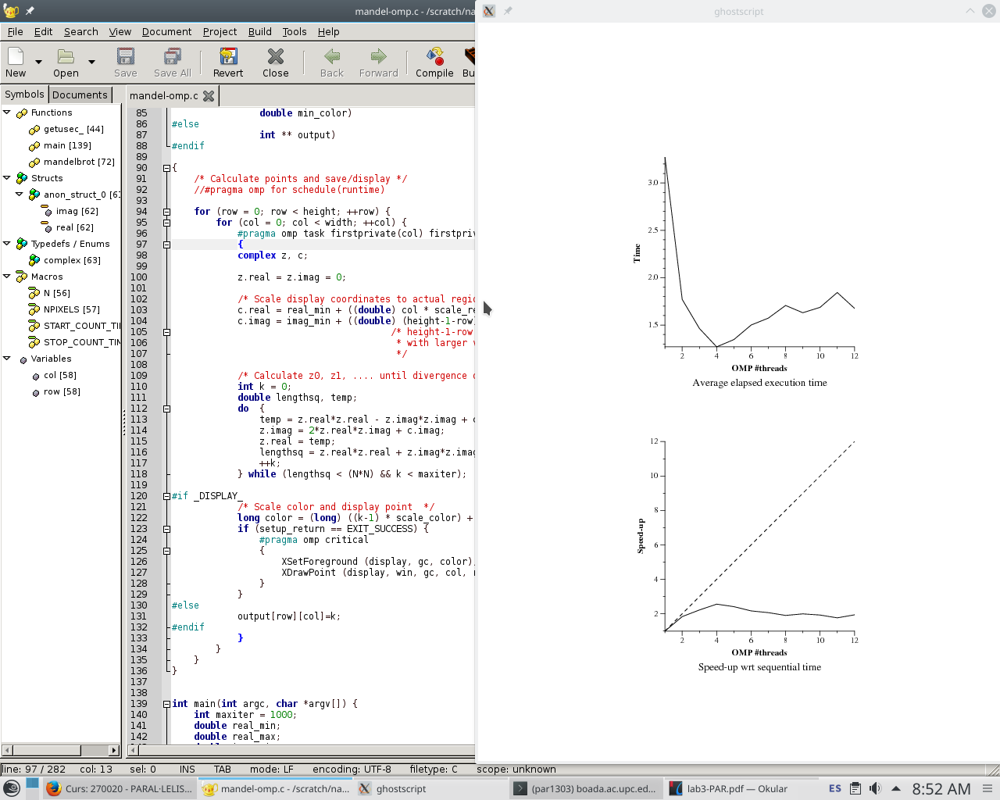 mandel-omp.c - /scratch/na
ghostscript
File Edit Search View Document Project Build Tools Help
New Open Save Save All Revert Close Back Forward Compile Bu
Symbols Documents
mandel-omp.c
Functions
getusec_ [44]
main [139]
mandelbrot [72]
Structs
anon_struct_0 [6
imag [62]
real [62]
Typedefs / Enums
complex [63]
Macros
N [56]
NPIXELS [57]
START_COUNT_TI
STOP_COUNT_TIM
Variables
col [58]
row [58]
85 double min_color)
86 #else
87 int ** output)
88 #endif
89
90 {
91 /* Calculate points and save/display */
92 //#pragma omp for schedule(runtime)
93
94 for (row = 0; row < height; ++row) {
95 for (col = 0; col < width; ++col) {
96 #pragma omp task firstprivate(col) firstpriv
97 {
98 complex z, c;
99
100 z.real = z.imag = 0;
101
102 /* Scale display coordinates to actual regio
103 c.real = real_min + ((double) col * scale_re
104 c.imag = imag_min + ((double) (height-1-row)
105 /* height-1-row
106 * with larger
107 */
108
109 /* Calculate z0, z1, .... until divergence
110 int k = 0;
111 double lengthsq, temp;
112 do {
113 temp = z.real*z.real - z.imag*z.imag + c
114 z.imag = 2*z.real*z.imag + c.imag;
115 z.real = temp;
116 lengthsq = z.real*z.real + z.imag*z.imag
117 ++k;
118 } while (lengthsq < (N*N) && k < maxiter);
119
120 #if _DISPLAY_
121 /* Scale color and display point */
122 long color = (long) ((k-1) * scale_color) +
123 if (setup_return == EXIT_SUCCESS) {
124 #pragma omp critical
125 {
126 XSetForeground (display, gc, color)
127 XDrawPoint (display, win, gc, col,
128 }
129 }
130 #else
131 output[row][col]=k;
132 #endif
133 }
134 }
135 }
136 }
137
138
139 int main(int argc, char *argv[]) {
140 int maxiter = 1000;
141 double real_min;
142 double real_max;
3.0
2.5
2.0
1.5
Time
2 4 6 8 10 12
OMP #threads
Average elapsed execution time
12
10
8
6
4
2
Speed-up
2 4 6 8 10 12
OMP #threads
Speed-up wrt sequential time
line: 97 / 282 col: 13 sel: 0 INS TAB mode: LF encoding: UTF-8 filetype: C scope: unknown
Curs: 270020 - PARAL·LELIS... mandel-omp.c - /scratch/na... ghostscript (par1303) boada.ac.upc.ed... lab3-PAR.pdf — Okular ES 8:52 AM